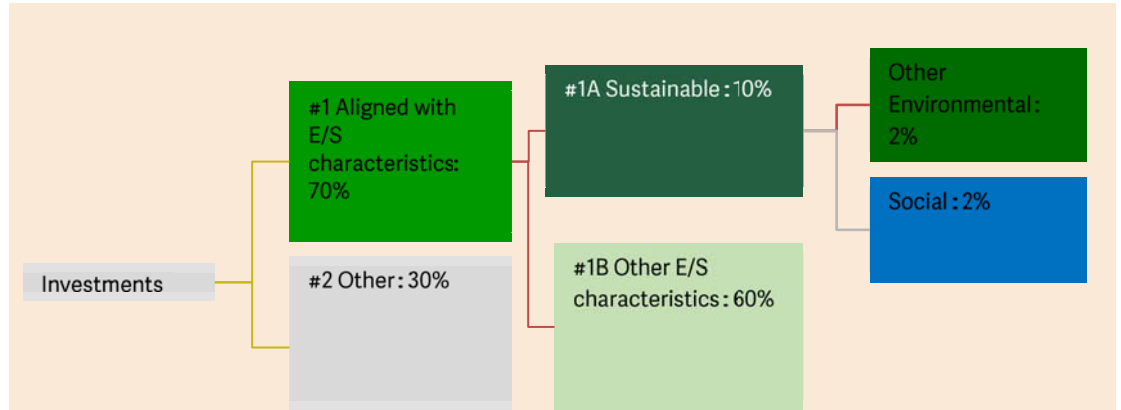 Investments
#1 Aligned with
E/S
characteristics:
70%
#2 Other: 30%
#1A Sustainable: 10%
#1B Other E/S
characteristics: 60%
Other
Environmental:
2%
Social: 2%